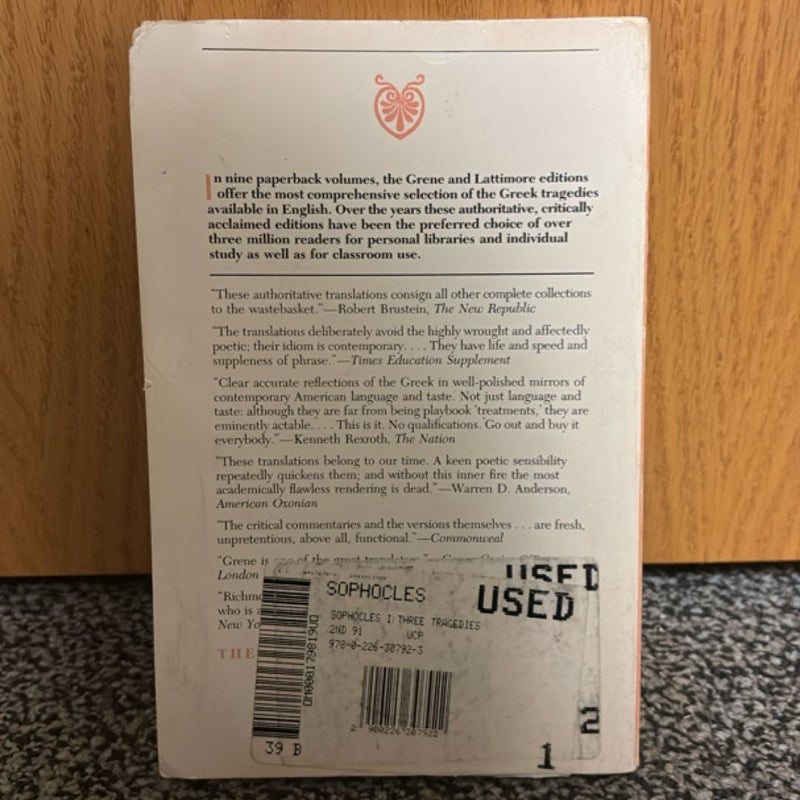 In nine paperback volumes, the Grene and Lattimore editions
offer the most comprehensive selection of the Greek tragedies
available in English. Over the years these authoritative, critically
acclaimed editions have been the preferred choice of over
three million readers for personal libraries and individual
study as well as for classroom use.
"These authoritative translations consign all other complete collections
to the wastebasket."—Robert Brustein, The New Republic
"The translations deliberately avoid the highly wrought and affectedly
poetic; their idiom is contemporary. . . . They have life and speed and
suppleness of phrase."—Times Education Supplement
"Clear accurate reflections of the Greek in well-polished mirrors of
contemporary American language and taste. Not just language and
taste: although they are far from being playbook 'treatments,' they are
eminently actable. . . . This is it. No qualifications. Go out and buy it
everybody."—Kenneth Rexroth, The Nation
"These translations belong to our time. A keen poetic sensibility
repeatedly quickens them; and without this inner fire the most
academically flawless rendering is dead."—Warren D. Anderson,
American Oxonian
"The critical commentaries and the versions themselves . . . are fresh,
unpretentious, above all, functional."—Commonweal
"Grene is one of the great translators."
London
"Richmo
who is a
New Yo
THE
USED
SOPHOCLES
USED
SOPHOCLES I:THREE TRAGEDIES
2ND 91 UCP
978-0-226-30792-3
2 900226 307922
39 B
2
1